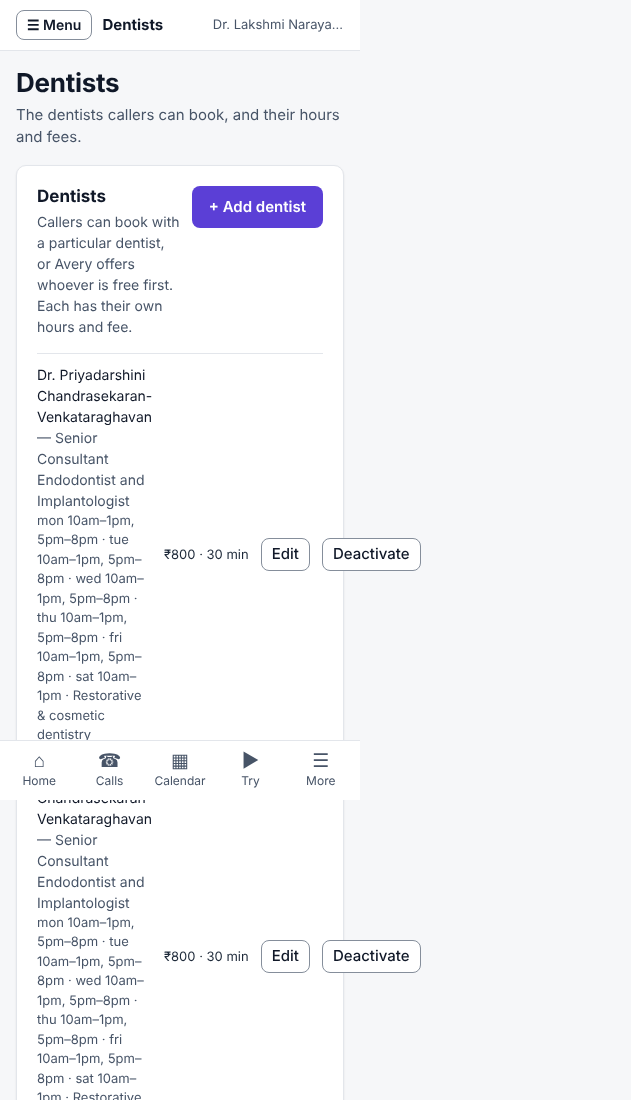 ☰ Menu Dentists Dr. Lakshmi Naraya...
Dentists
The dentists callers can book, and their hours
and fees.
Dentists
+ Add dentist
Callers can book with
a particular dentist,
or Avery offers
whoever is free first.
Each has their own
hours and fee.
Dr. Priyadarshini
Chandrasekaran-
Venkataraghavan
— Senior
Consultant
Endodontist and
Implantologist
mon 10am–1pm,
5pm–8pm · tue
10am–1pm, 5pm–
8pm · wed 10am–
1pm, 5pm–8pm ·
thu 10am–1pm,
5pm–8pm · fri
10am–1pm, 5pm–
8pm · sat 10am–
1pm · Restorative
& cosmetic
dentistry
₹800 · 30 min Edit Deactivate
Home Calls Calendar Try More
Chandrasekaran-
Venkataraghavan
— Senior
Consultant
Endodontist and
Implantologist
mon 10am–1pm,
5pm–8pm · tue
10am–1pm, 5pm–
8pm · wed 10am–
1pm, 5pm–8pm ·
thu 10am–1pm,
5pm–8pm · fri
10am–1pm, 5pm–
8pm · sat 10am–
1pm · Restorative
₹800 · 30 min Edit Deactivate